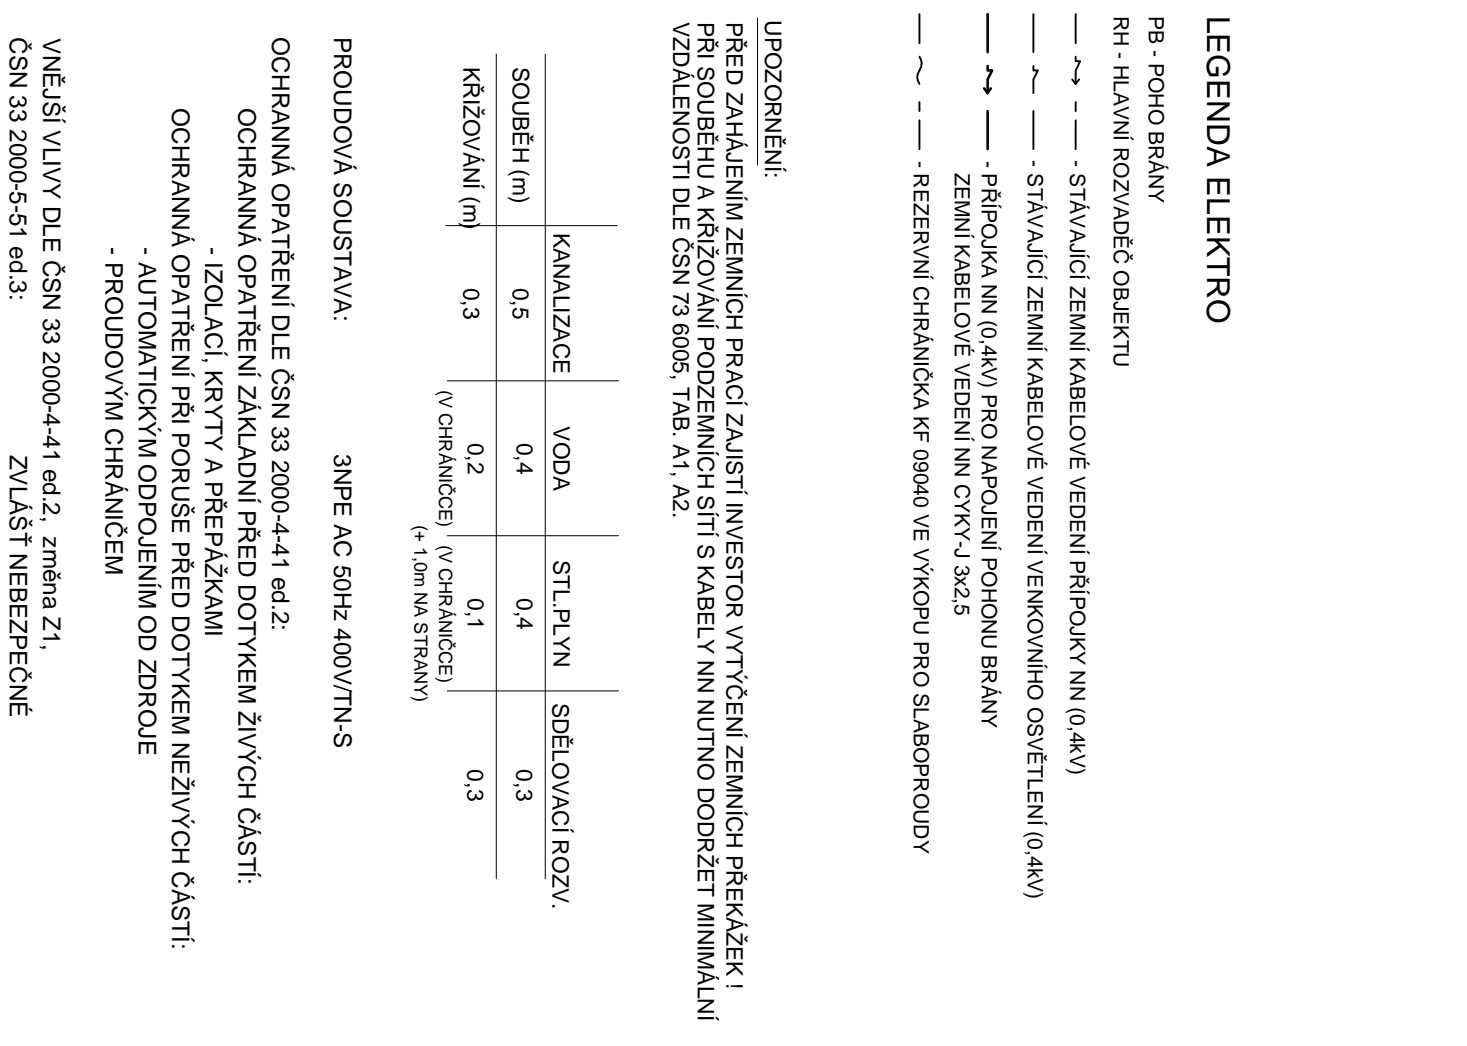 LEGENDA ELEKTRO
PB - POHO BRÁNY
RH - HLAVNÍ ROZVADĚČ OBJEKTU
- STÁVAJÍCÍ ZEMNÍ KABELOVÉ VEDENÍ PŘÍPOJKY NN (0,4kV)
- STÁVAJÍCÍ ZEMNÍ KABELOVÉ VEDENÍ VENKOVNÍHO OSVĚTLENÍ (0,4kV)
- PŘÍPOJKA NN (0,4kV) PRO NAPOJENÍ POHONU BRÁNY
ZEMNÍ KABELOVÉ VEDENÍ NN CYKY-J 3x2,5
- REZERVNÍ CHRÁNIČKA KF 09040 VE VÝKOPU PRO SLABOPROUDY
UPOZORNĚNÍ:
PŘED ZAHÁJENÍM ZEMNÍCH PRACÍ ZAJISTÍ INVESTOR VYTÝČENÍ ZEMNÍCH PŘEKÁŽEK !
PŘI SOUBĚHU A KŘIŽOVÁNÍ PODZEMNÍCH SÍTÍ S KABELY NN NUTNO DODRŽET MINIMÁLNÍ
VZDÁLENOSTI DLE ČSN 73 6005, TAB. A1, A2.
KANALIZACE VODA STL.PLYN SDĚLOVACÍ ROZV.
SOUBĚH (m) 0,5 0,4 0,4 0,3
KŘIŽOVÁNÍ (m) 0,3 0,2 0,1 0,3
(V CHRÁNIČCE) (V CHRÁNIČCE)
(+ 1,0m NA STRANY)
PROUDOVÁ SOUSTAVA: 3NPE AC 50Hz 400V/TN-S
OCHRANNÁ OPATŘENÍ DLE ČSN 33 2000-4-41 ed.2:
OCHRANNÁ OPATŘENÍ ZÁKLADNÍ PŘED DOTYKEM ŽIVÝCH ČÁSTÍ:
- IZOLACÍ, KRYTY A PŘEPÁŽKAMI
OCHRANNÁ OPATŘENÍ PŘI PORUŠE PŘED DOTYKEM NEŽIVÝCH ČÁSTÍ:
- AUTOMATICKÝM ODPOJENÍM OD ZDROJE
- PROUDOVÝM CHRÁNIČEM
VNĚJŠÍ VLIVY DLE ČSN 33 2000-4-41 ed.2, změna Z1,
ČSN 33 2000-5-51 ed.3: ZVLÁŠŤ NEBEZPEČNÉ